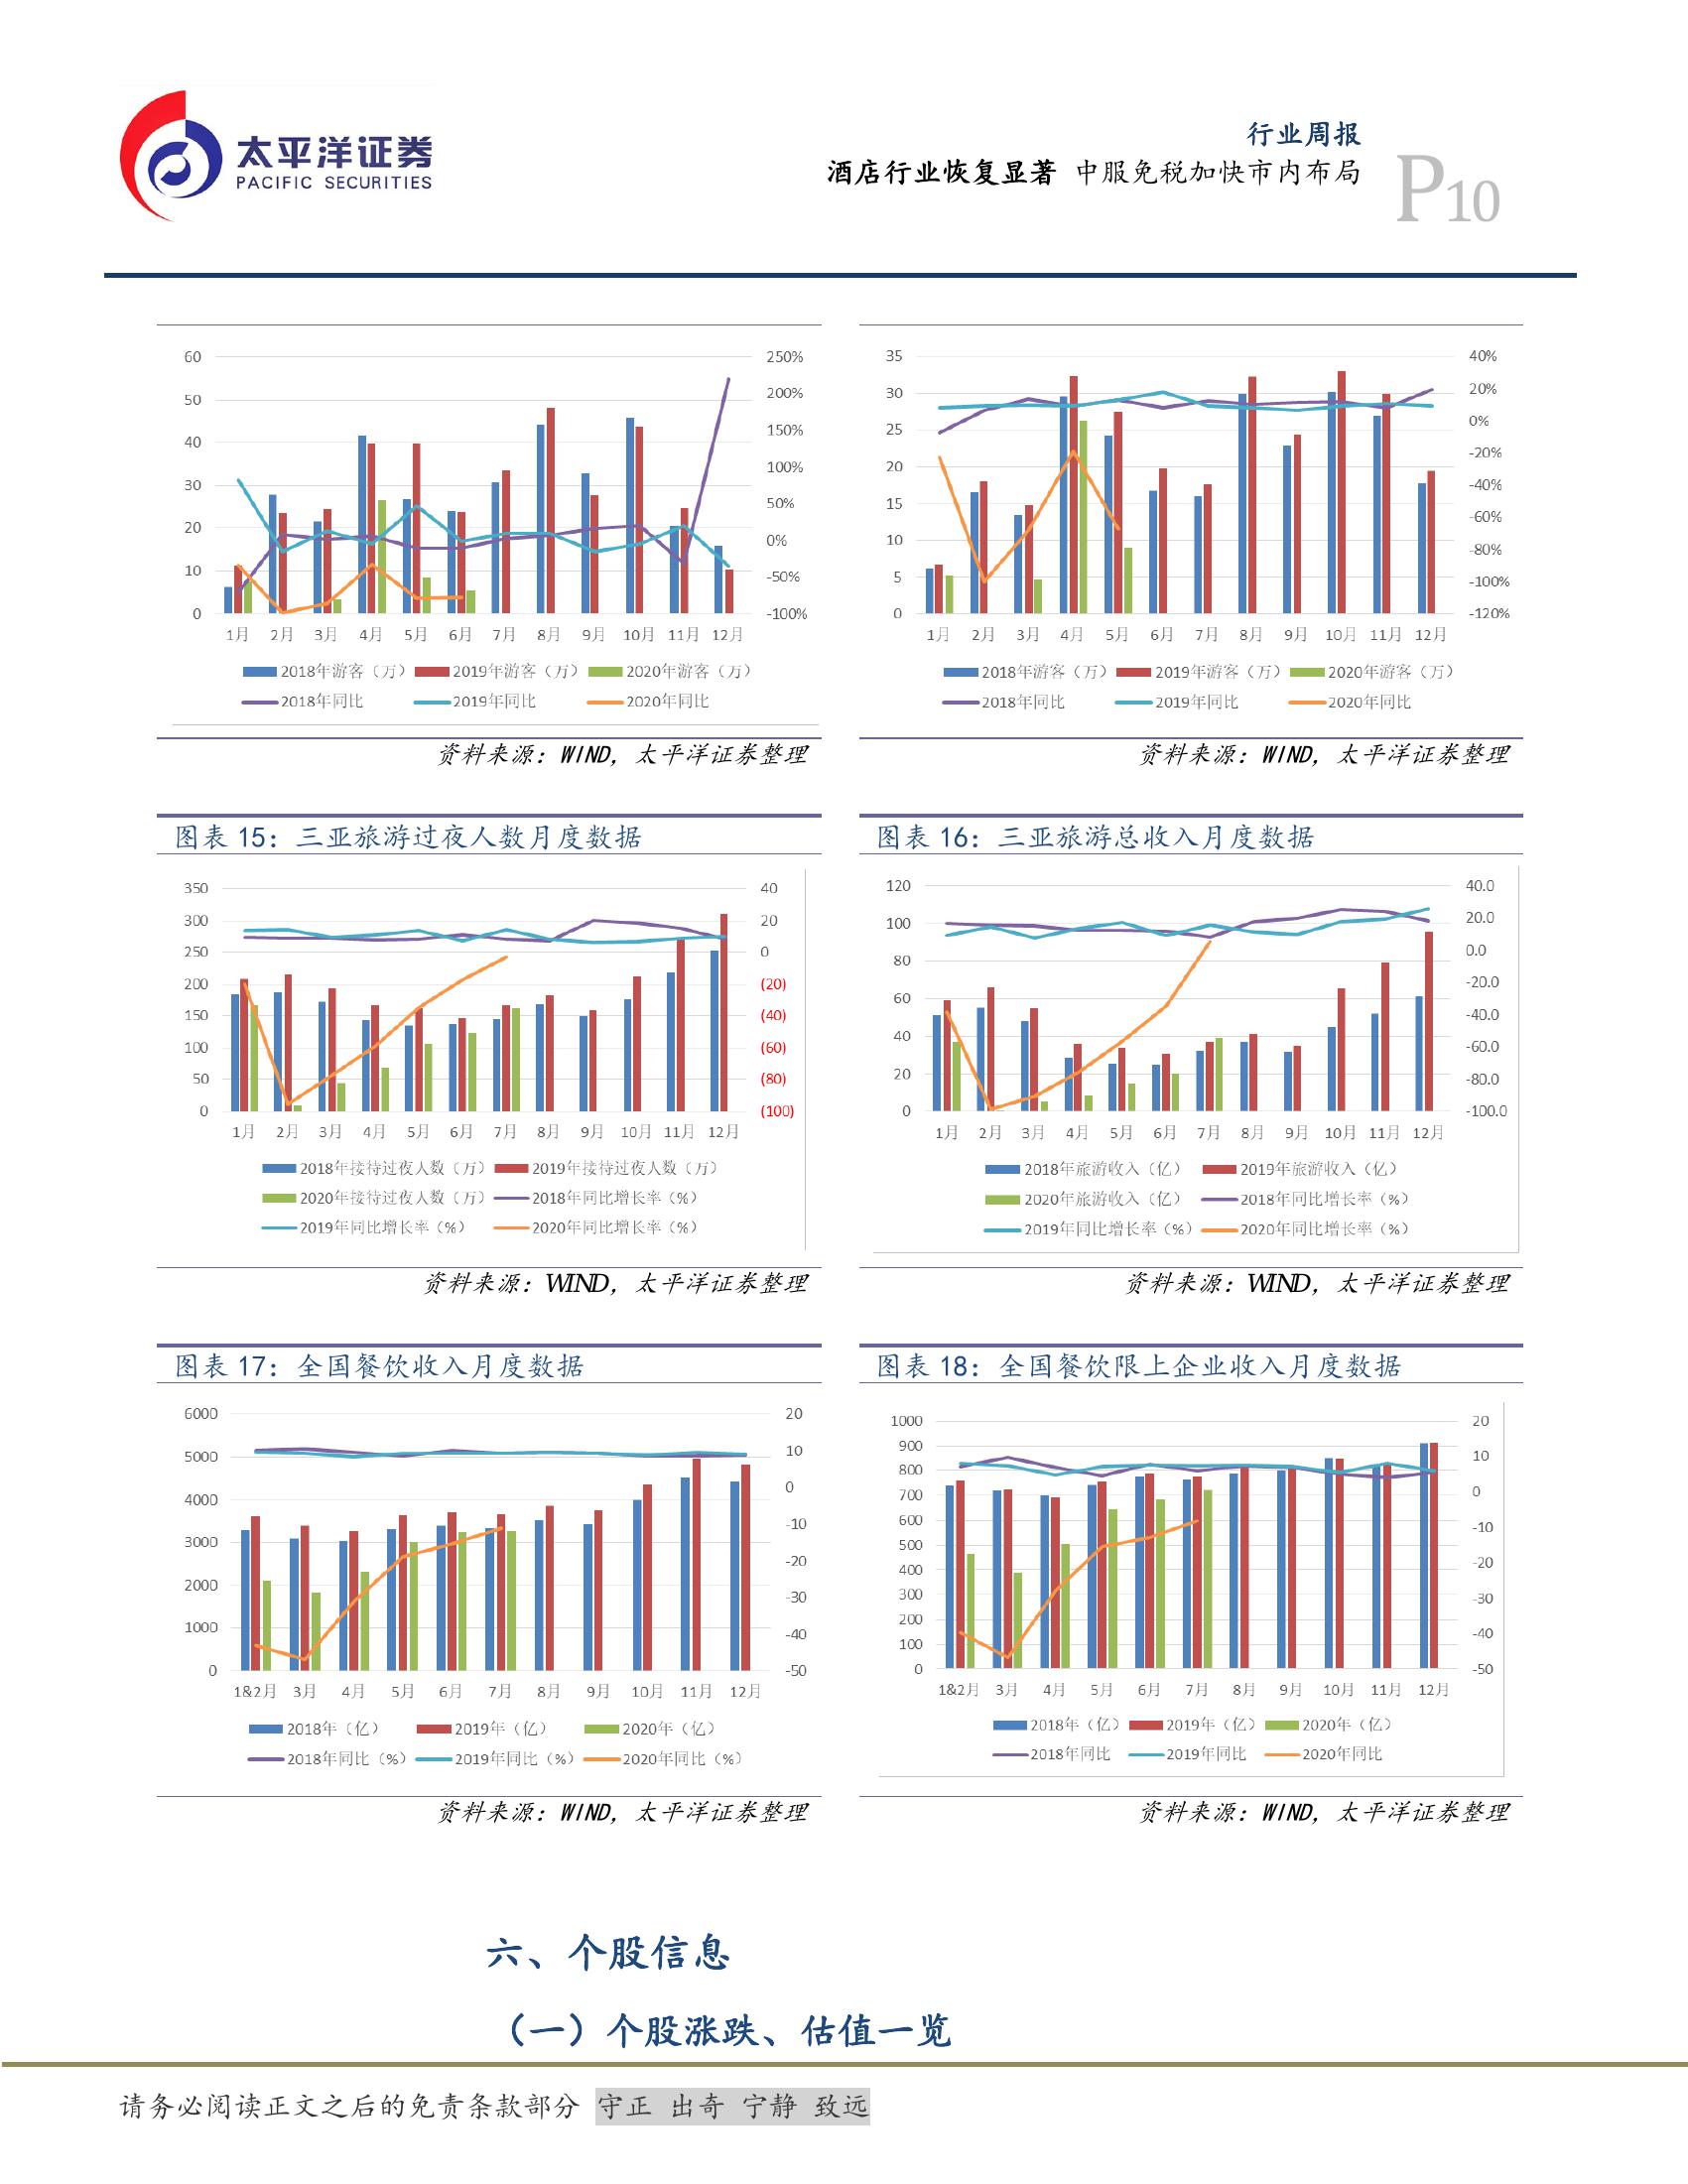 太平洋证券
PACIFIC SECURITIES
行业周报
酒店行业恢复显著 中服免税加快市内布局
P10
60
50
40
30
20
10
0
250%
200%
150%
100%
50%
0%
-50%
-100%
1月 2月 3月 4月 5月 6月 7月 8月 9月 10月 11月 12月
2018年游客（万） 2019年游客（万） 2020年游客（万）
2018年同比 2019年同比 2020年同比
资料来源：WIND，太平洋证券整理
35
30
25
20
15
10
5
0
40%
20%
0%
-20%
-40%
-60%
-80%
-100%
-120%
1月 2月 3月 4月 5月 6月 7月 8月 9月 10月 11月 12月
2018年游客（万） 2019年游客（万） 2020年游客（万）
2018年同比 2019年同比 2020年同比
资料来源：WIND，太平洋证券整理
图表 15：三亚旅游过夜人数月度数据
350
300
250
200
150
100
50
0
40
20
0
(20)
(40)
(60)
(80)
(100)
1月 2月 3月 4月 5月 6月 7月 8月 9月 10月 11月 12月
2018年接待过夜人数（万） 2019年接待过夜人数（万）
2020年接待过夜人数（万） 2018年同比增长率（%）
2019年同比增长率（%） 2020年同比增长率（%）
资料来源：WIND，太平洋证券整理
图表 16：三亚旅游总收入月度数据
120
100
80
60
40
20
0
40.0
20.0
0.0
-20.0
-40.0
-60.0
-80.0
-100.0
1月 2月 3月 4月 5月 6月 7月 8月 9月 10月 11月 12月
2018年旅游收入（亿） 2019年旅游收入（亿）
2020年旅游收入（亿） 2018年同比增长率（%）
2019年同比增长率（%） 2020年同比增长率（%）
资料来源：WIND，太平洋证券整理
图表 17：全国餐饮收入月度数据
6000
5000
4000
3000
2000
1000
0
20
10
0
-10
-20
-30
-40
-50
1&2月 3月 4月 5月 6月 7月 8月 9月 10月 11月 12月
2018年（亿） 2019年（亿） 2020年（亿）
2018年同比（%） 2019年同比（%） 2020年同比（%）
资料来源：WIND，太平洋证券整理
图表 18：全国餐饮限上企业收入月度数据
1000
900
800
700
600
500
400
300
200
100
0
20
10
0
-10
-20
-30
-40
-50
1&2月 3月 4月 5月 6月 7月 8月 9月 10月 11月 12月
2018年（亿） 2019年（亿） 2020年（亿）
2018年同比 2019年同比 2020年同比
资料来源：WIND，太平洋证券整理
六、个股信息
（一）个股涨跌、估值一览
请务必阅读正文之后的免责条款部分 守正 出奇 宁静 致远